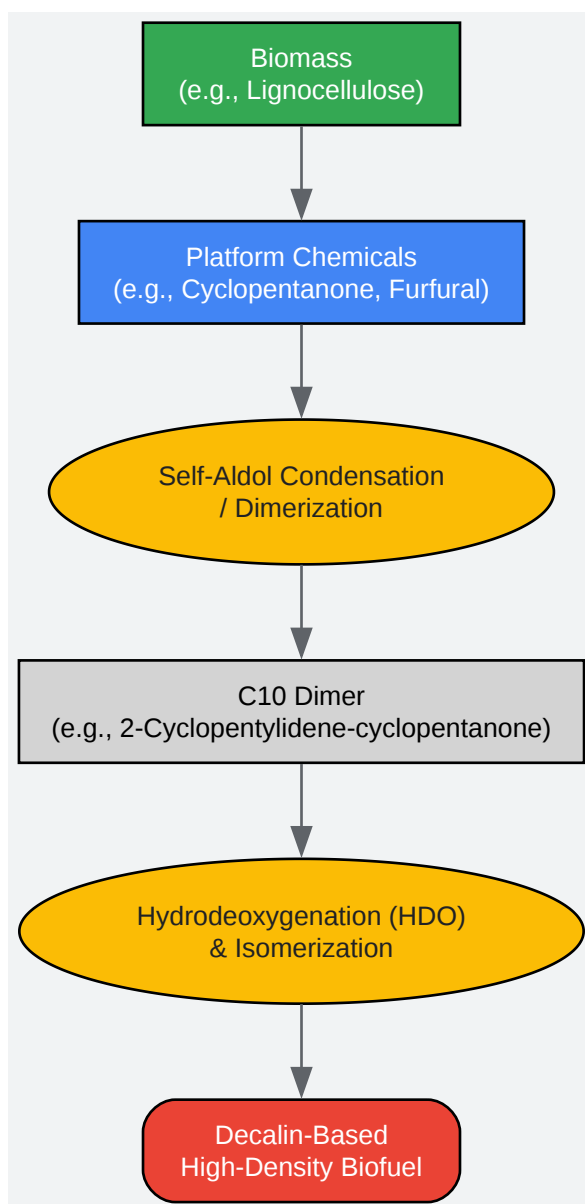 Biomass
(e.g., Lignocellulose)
Platform Chemicals
(e.g., Cyclopentanone, Furfural)
Self-Aldol Condensation
/ Dimerization
C10 Dimer
(e.g., 2-Cyclopentylidene-cyclopentanone)
Hydrodeoxygenation (HDO)
& Isomerization
Decalin-Based
High-Density Biofuel